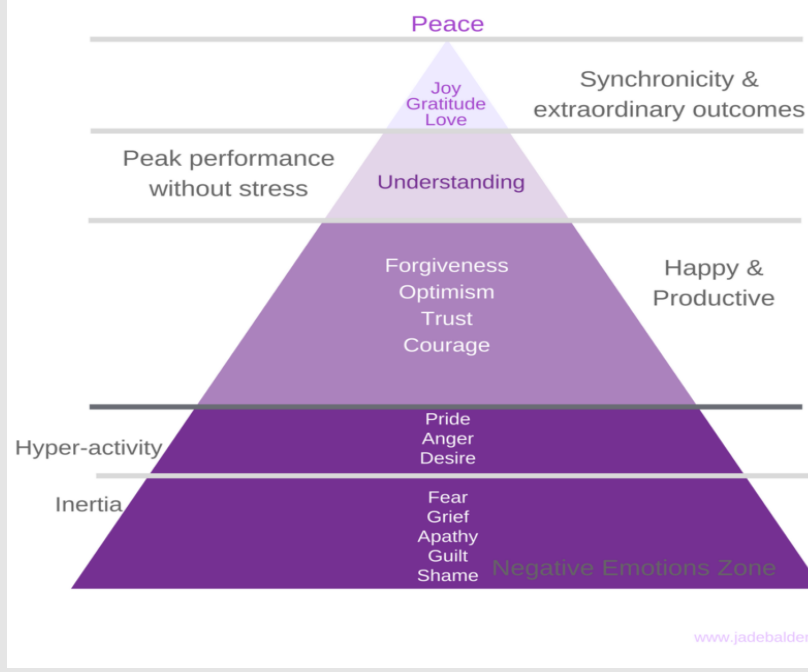 Peace
Joy
Gratitude
Love
Synchronicity &
extraordinary outcomes
Peak performance
without stress
Understanding
Forgiveness
Optimism
Trust
Courage
Happy &
Productive
Pride
Anger
Desire
Hyper-activity
Inertia
Fear
Grief
Apathy
Guilt
Shame
Negative Emotions Zone
www.jadebalder